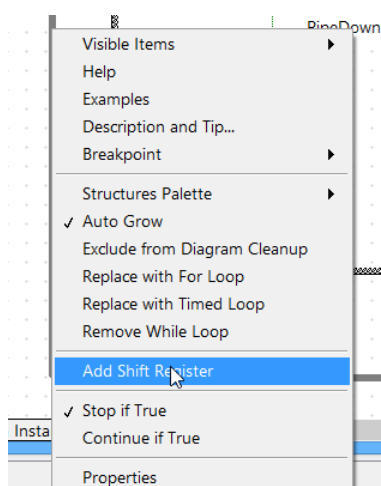 PipeDown
Visible Items
Help
Examples
Description and Tip...
Breakpoint
Structures Palette
Auto Grow
Exclude from Diagram Cleanup
Replace with For Loop
Replace with Timed Loop
Remove While Loop
Add Shift Register
Stop if True
Insta
Continue if True
Properties